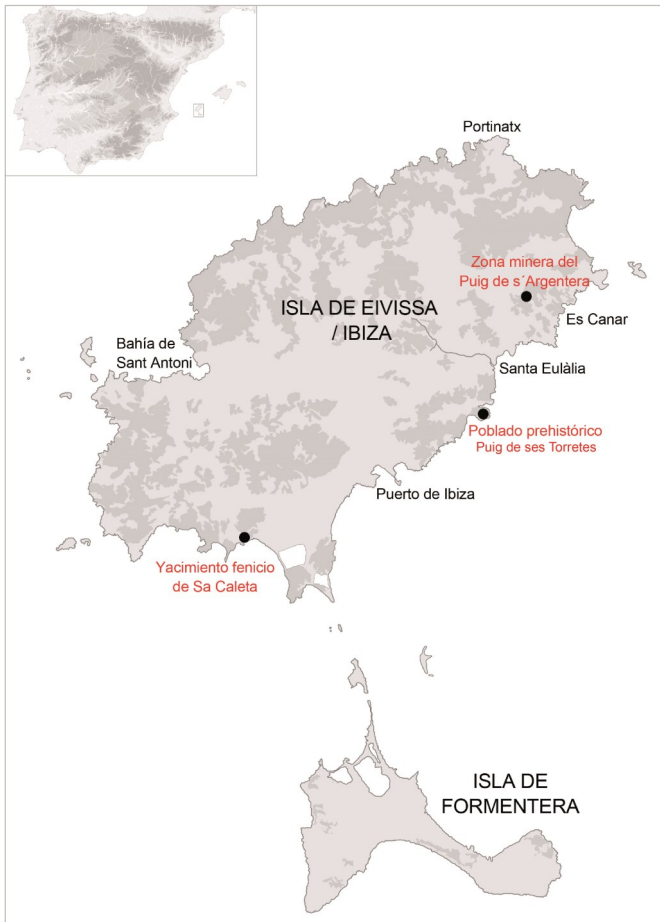 Portinatx
Zona minera del
Puig de s´Argentera
ISLA DE EIVISSA
/ IBIZA
Es Canar
Bahía de
Sant Antoni
Santa Eulàlia
Poblado prehistórico
Puig de ses Torretes
Puerto de Ibiza
Yacimiento fenicio
de Sa Caleta
ISLA DE
FORMENTERA